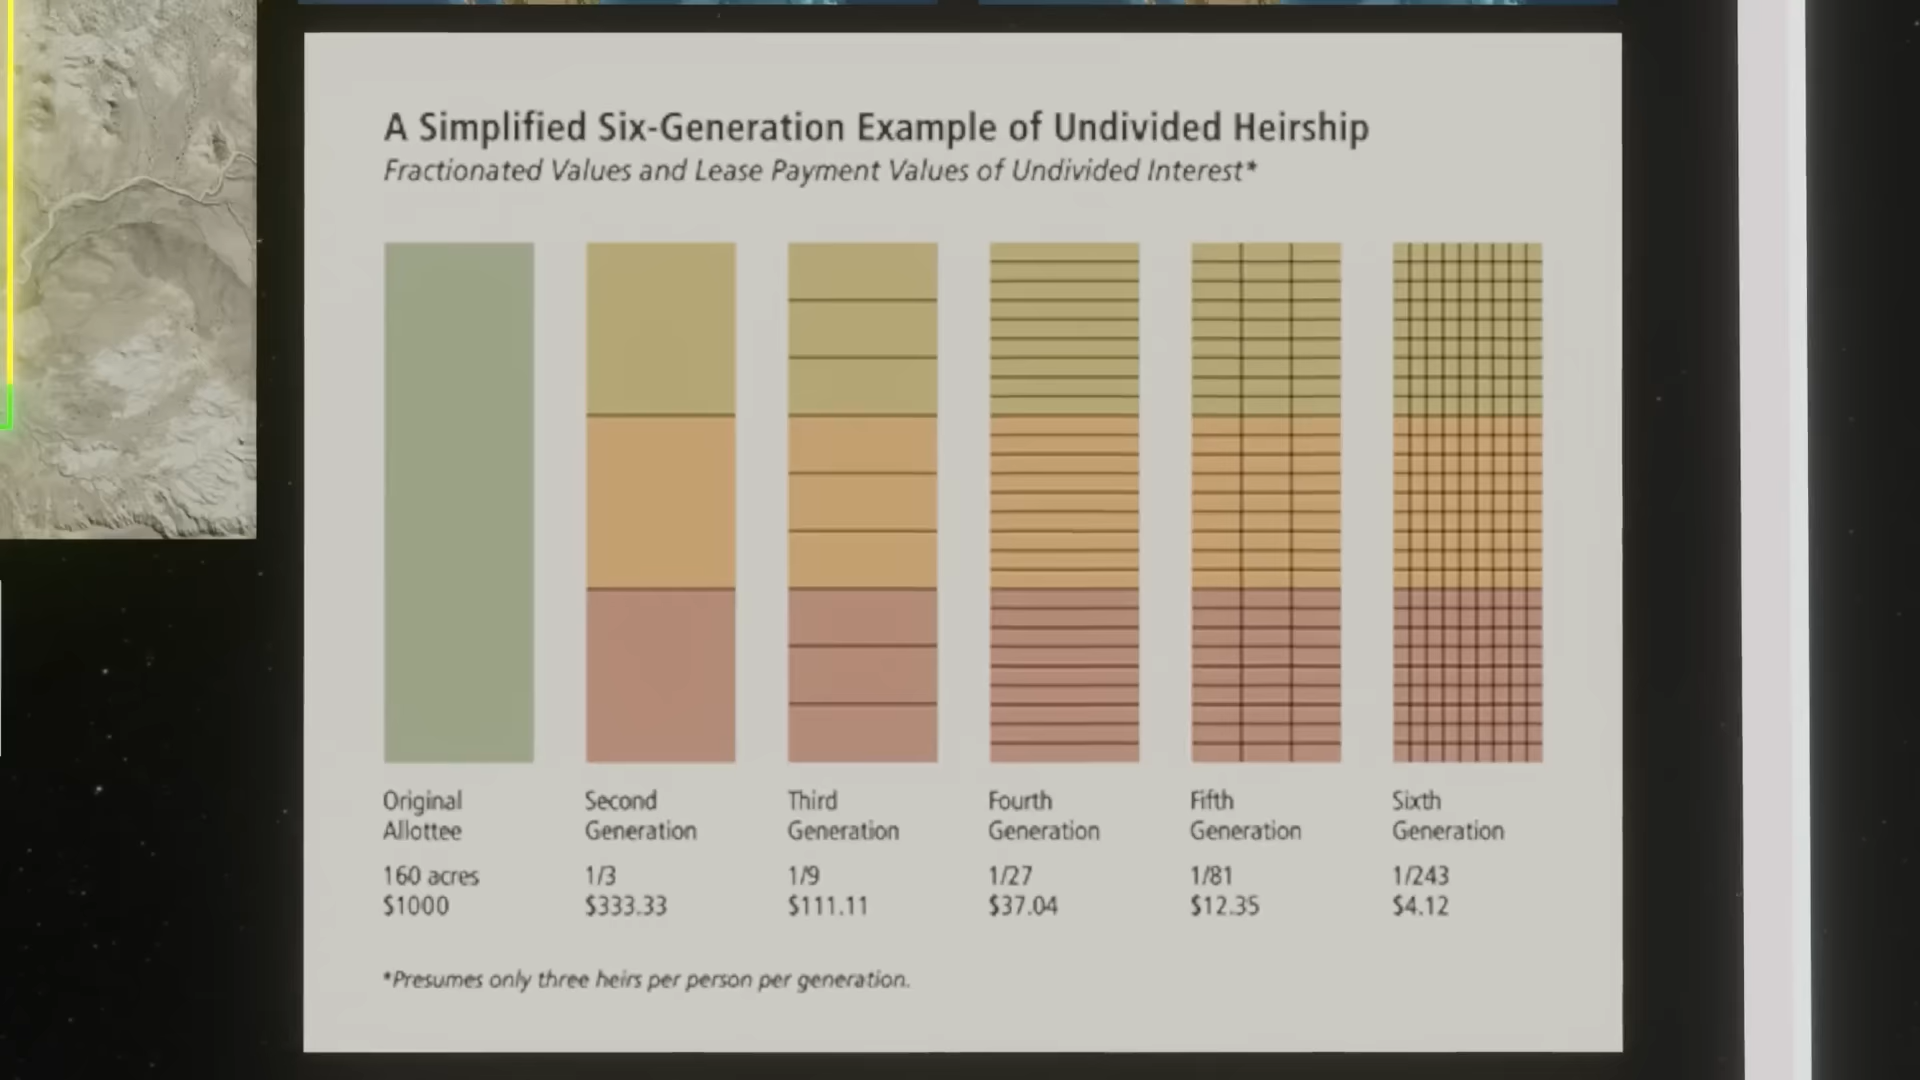 A Simplified Six-Generation Example of Undivided Heirship
Fractionated Values and Lease Payment Values of Undivided Interest*
Original
Allottee
160 acres
$1000
Second
Generation
1/3
$333.33
Third
Generation
1/9
$111.11
Fourth
Generation
1/27
$37.04
Fifth
Generation
1/81
$12.35
Sixth
Generation
1/243
$4.12
*Presumes only three heirs per person per generation.